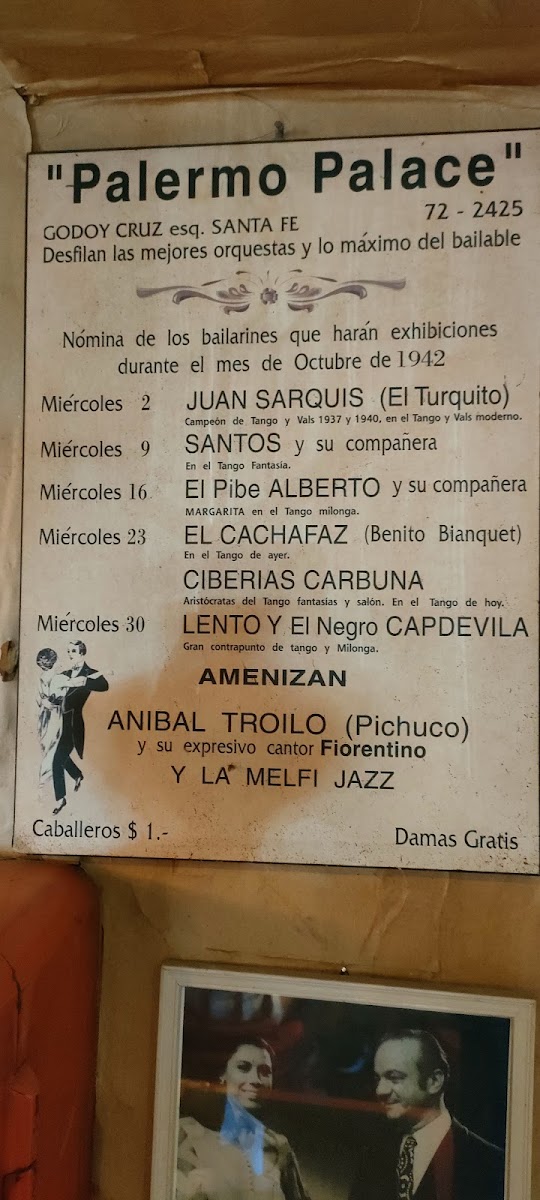 "Palermo Palace"
GODOY CRUZ esq. SANTA FE 72 - 2425
Desfilan las mejores orquestas y lo máximo del bailable
Nómina de los bailarines que harán exhibiciones
durante el mes de Octubre de 1942
Miércoles 2 JUAN SARQUIS (El Turquito)
Campeón de Tango y Vals 1937 y 1940, en el Tango y Vals moderno.
Miércoles 9 SANTOS y su compañera
En el Tango Fantasía.
Miércoles 16 El Pibe ALBERTO y su compañera
MARGARITA en el Tango milonga.
Miércoles 23 EL CACHAFAZ (Benito Bianquet)
En el Tango de ayer.
CIBERIAS CARBUNA
Aristócratas del Tango fantasías y salón. En el Tango de hoy.
Miércoles 30 LENTO Y El Negro CAPDEVILA
Gran contrapunto de tango y Milonga.
AMENIZAN
ANIBAL TROILO (Pichuco)
y su expresivo cantor Fiorentino
Y LA MELFI JAZZ
Caballeros $ 1.- Damas Gratis